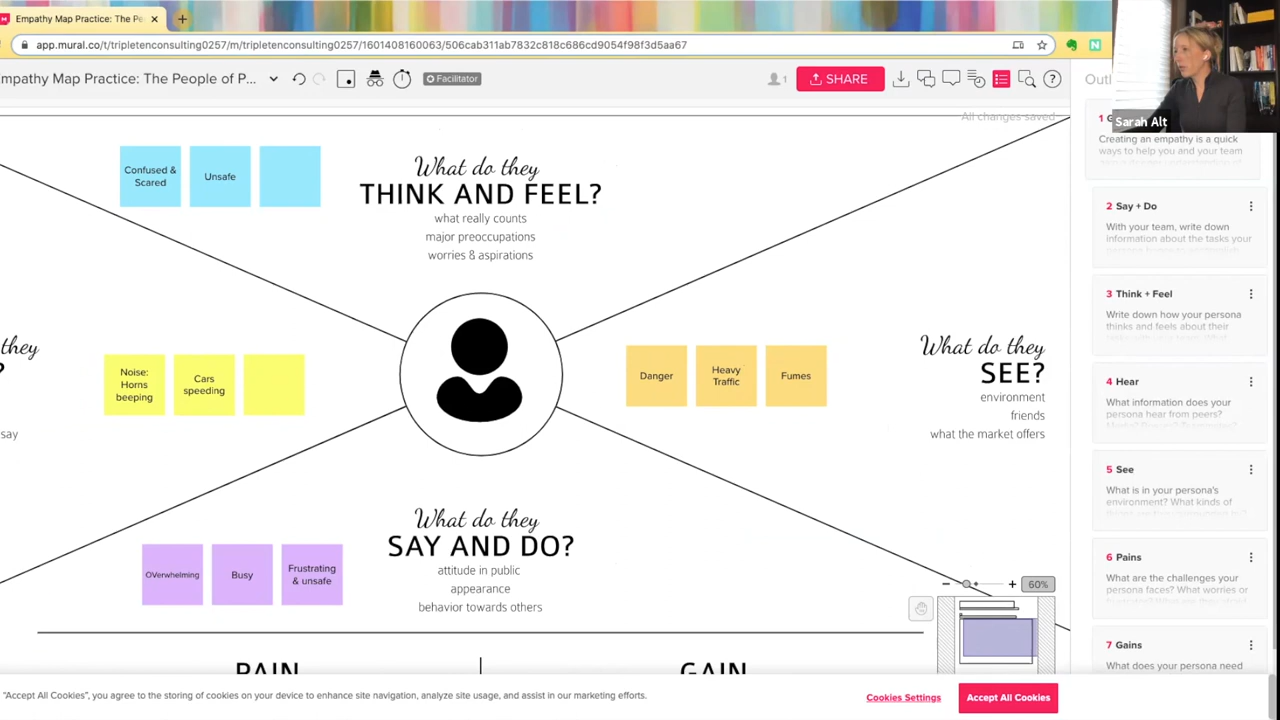 Empathy Map Practice: The Pe
app.mural.co/t/tripletenconsulting0257/m/tripletenconsulting0257/1601408160063/506cab311ab7832c818c686cd9054f98f3d5aa67
Empathy Map Practice: The People of P...
Facilitator
1
SHARE
All changes saved
Sarah Alt
Confused &
Scared
Unsafe
What do they
THINK AND FEEL?
what really counts
major preoccupations
worries & aspirations
they
?
say
Noise:
Horns
beeping
Cars
speeding
Danger
Heavy
Traffic
Fumes
What do they
SEE?
environment
friends
what the market offers
OVerwhelming
Busy
Frustrating
& unsafe
What do they
SAY AND DO?
attitude in public
appearance
behavior towards others
PAIN
GAIN
60%
1
Creating an empathy is a quick
ways to help you and your team
2 Say + Do
With your team, write down
information about the tasks your
3 Think + Feel
Write down how your persona
thinks and feels about their
4 Hear
What information does your
persona hear from peers?
5 See
What is in your persona's
environment? What kinds of
6 Pains
What are the challenges your
persona faces? What worries or
7 Gains
What does your persona need
"Accept All Cookies", you agree to the storing of cookies on your device to enhance site navigation, analyze site usage, and assist in our marketing efforts.
Cookies Settings
Accept All Cookies